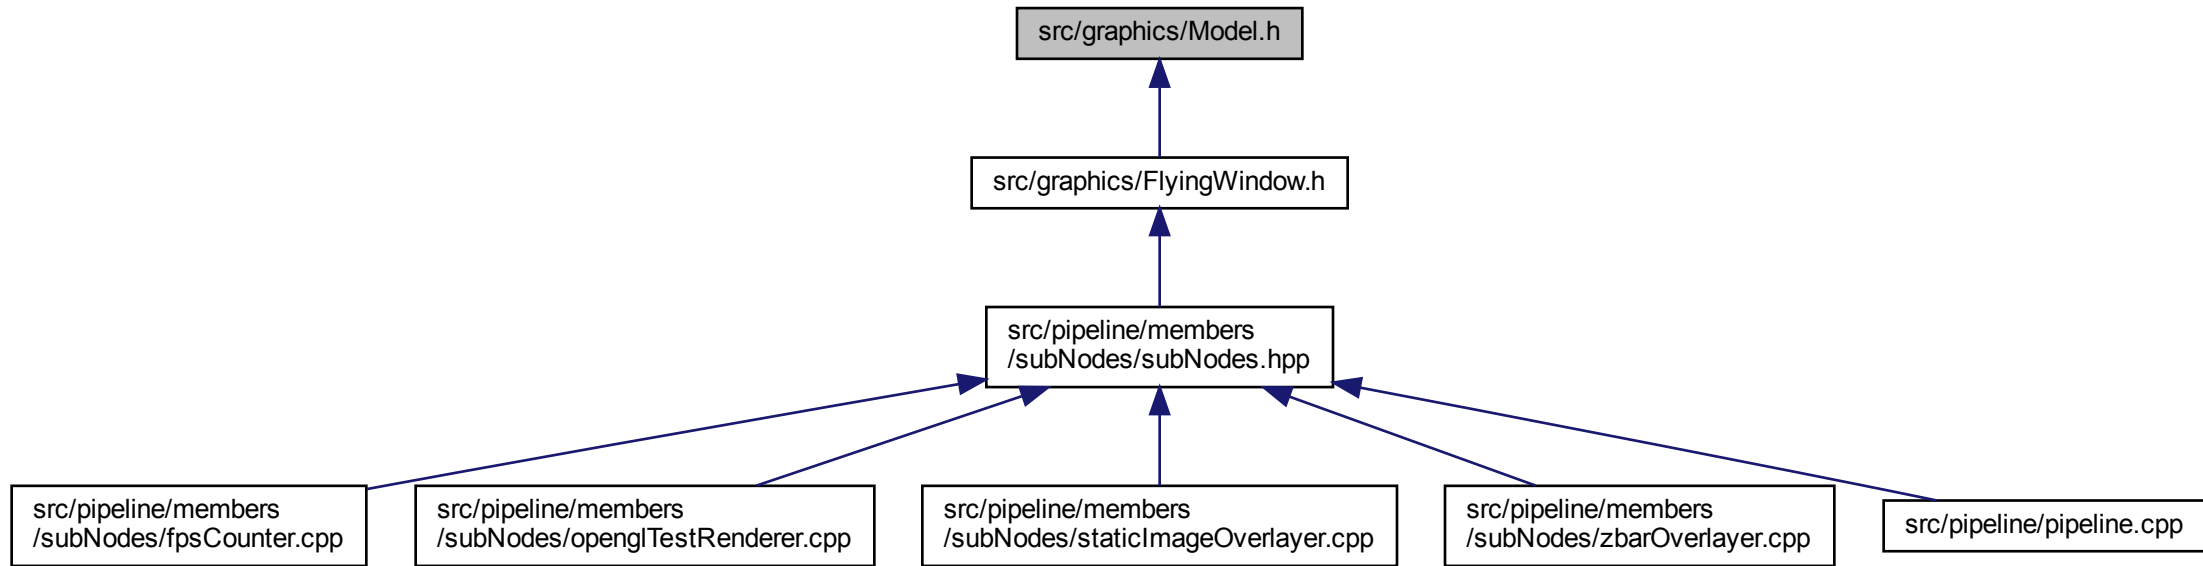 src/graphics/Model.h
src/graphics/FlyingWindow.h
src/pipeline/members
/subNodes/subNodes.hpp
src/pipeline/members
/subNodes/fpsCounter.cpp
src/pipeline/members
/subNodes/openglTestRenderer.cpp
src/pipeline/members
/subNodes/staticImageOverlayer.cpp
src/pipeline/members
/subNodes/zbarOverlayer.cpp
src/pipeline/pipeline.cpp